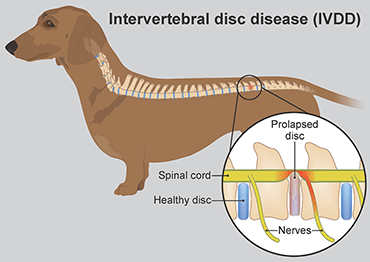 Intervertebral disc disease (IVDD)
Prolapsed
disc
Spinal cord
Healthy disc
Nerves